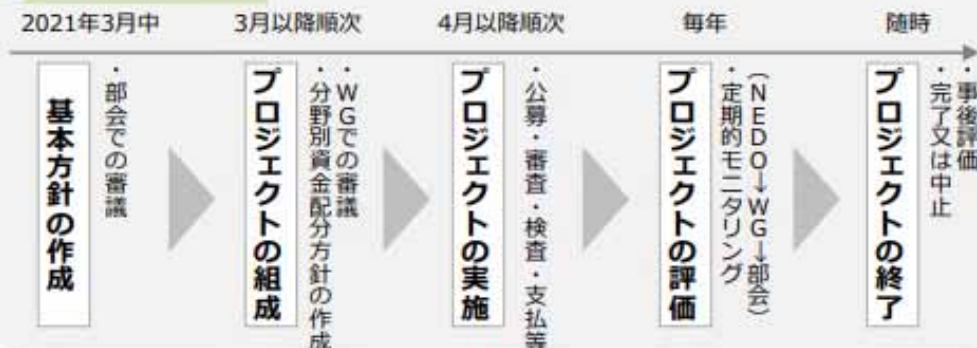 2021年3月中
3月以降順次
4月以降順次
毎年
随時
基本方針の作成
・部会での審議
プロジェクトの組成
・WGでの審議
・分野別資金配分方針の作成
プロジェクトの実施
・公募・審査・検査・支払等
プロジェクトの評価
(NEDO→WG→部会)
・定期的モニタリング
プロジェクトの終了
・事後評価
・完了又は中止